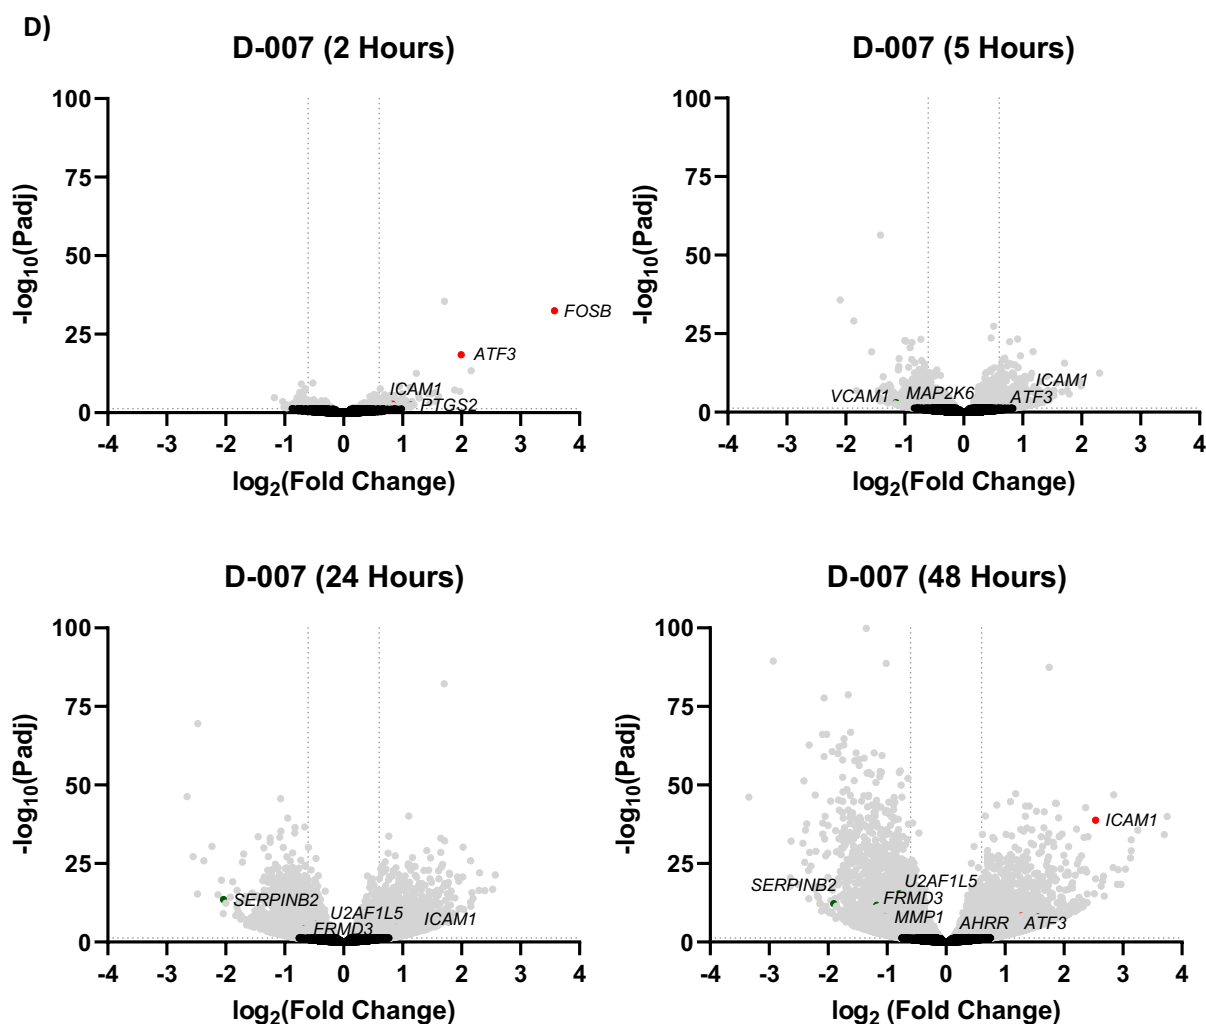 D)
D-007 (2 Hours)
100
75
50
25
0
-log10(Padj)
FOSB
ATF3
ICAM1
PTGS2
-4 -3 -2 -1 0 1 2 3 4
log2(Fold Change)
D-007 (5 Hours)
100
75
50
25
0
-log10(Padj)
VCAM1
MAP2K6
ICAM1
ATF3
-4 -3 -2 -1 0 1 2 3 4
log2(Fold Change)
D-007 (24 Hours)
100
75
50
25
0
-log10(Padj)
SERPINB2
U2AF1L5
FRMD3
ICAM1
-4 -3 -2 -1 0 1 2 3 4
log2(Fold Change)
D-007 (48 Hours)
100
75
50
25
0
-log10(Padj)
ICAM1
SERPINB2
U2AF1L5
FRMD3
MMP1
AHRR
ATF3
-4 -3 -2 -1 0 1 2 3 4
log2 (Fold Change)